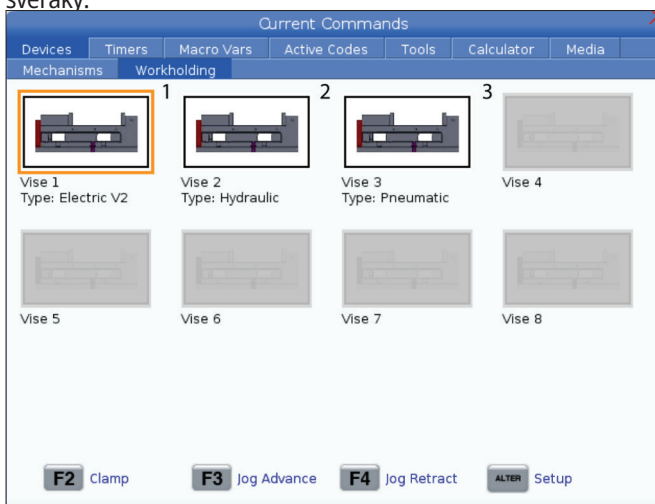 sveráky.
Current Commands
Devices Timers Macro Vars Active Codes Tools Calculator Media
Mechanisms Workholding
1 2 3
Vise 1 Vise 2 Vise 3 Vise 4
Type: Electric V2 Type: Hydraulic Type: Pneumatic
Vise 5 Vise 6 Vise 7 Vise 8
F2 Clamp F3 Jog Advance F4 Jog Retract ALTER Setup